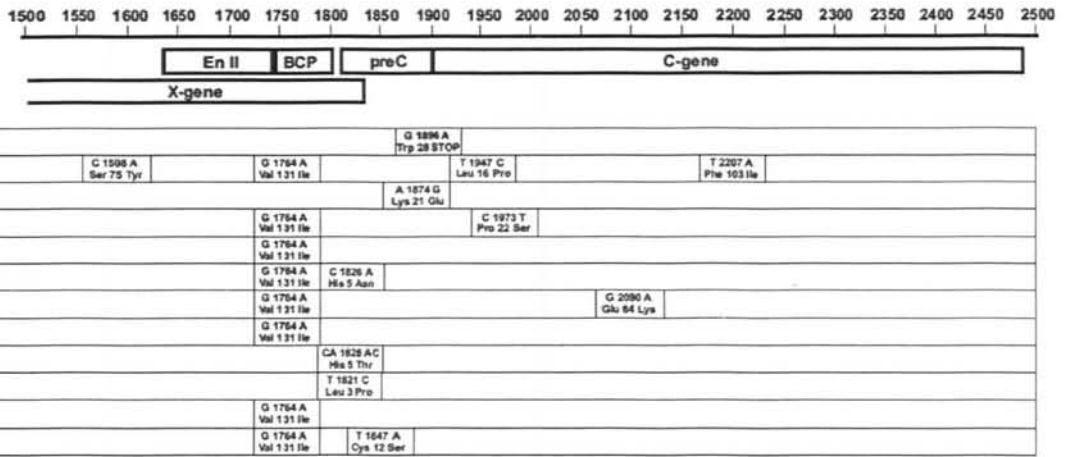 1500 1550 1600 1650 1700 1750 1800 1850 1900 1950 2000 2050 2100 2150 2200 2250 2300 2350 2400 2450 2500
En II BCP preC C-gene
X-gene
G 1896 A
Trp 28 STOP
C 1598 A G 1764 A T 1947 C T 2207 A
Ser 75 Tyr Val 131 Ile Leu 16 Pro Phe 103 Ile
A 1874 G
Lys 21 Glu
G 1764 A C 1973 T
Val 131 Ile Pro 22 Ser
G 1764 A
Val 131 Ile
G 1764 A C 1826 A
Val 131 Ile His 5 Asn
G 1764 A G 2090 A
Val 131 Ile Glu 64 Lys
G 1764 A
Val 131 Ile
CA 1826 AC
His 5 Thr
T 1821 C
Leu 3 Pro
G 1764 A
Val 131 Ile
G 1764 A T 1847 A
Val 131 Ile Cys 12 Ser